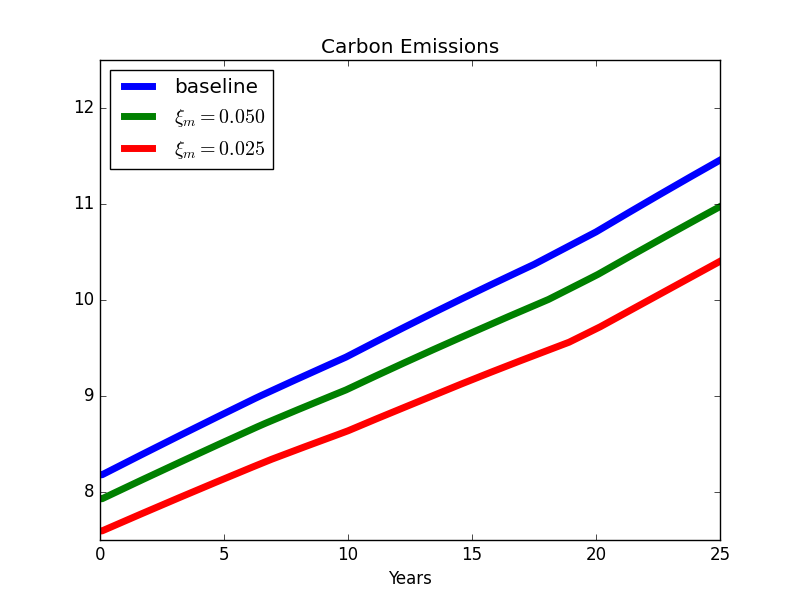 Carbon Emissions
baseline
ξₘ = 0.050
ξₘ = 0.025
12
11
10
9
8
0 5 10 15 20 25
Years